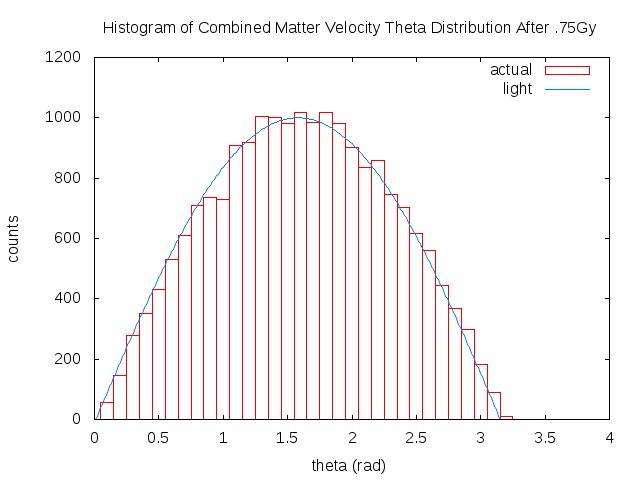 Histogram of Combined Matter Velocity Theta Distribution After .75Gy
1200
1000
800
600
400
200
0
counts
actual
light
0 0.5 1 1.5 2 2.5 3 3.5 4
theta (rad)